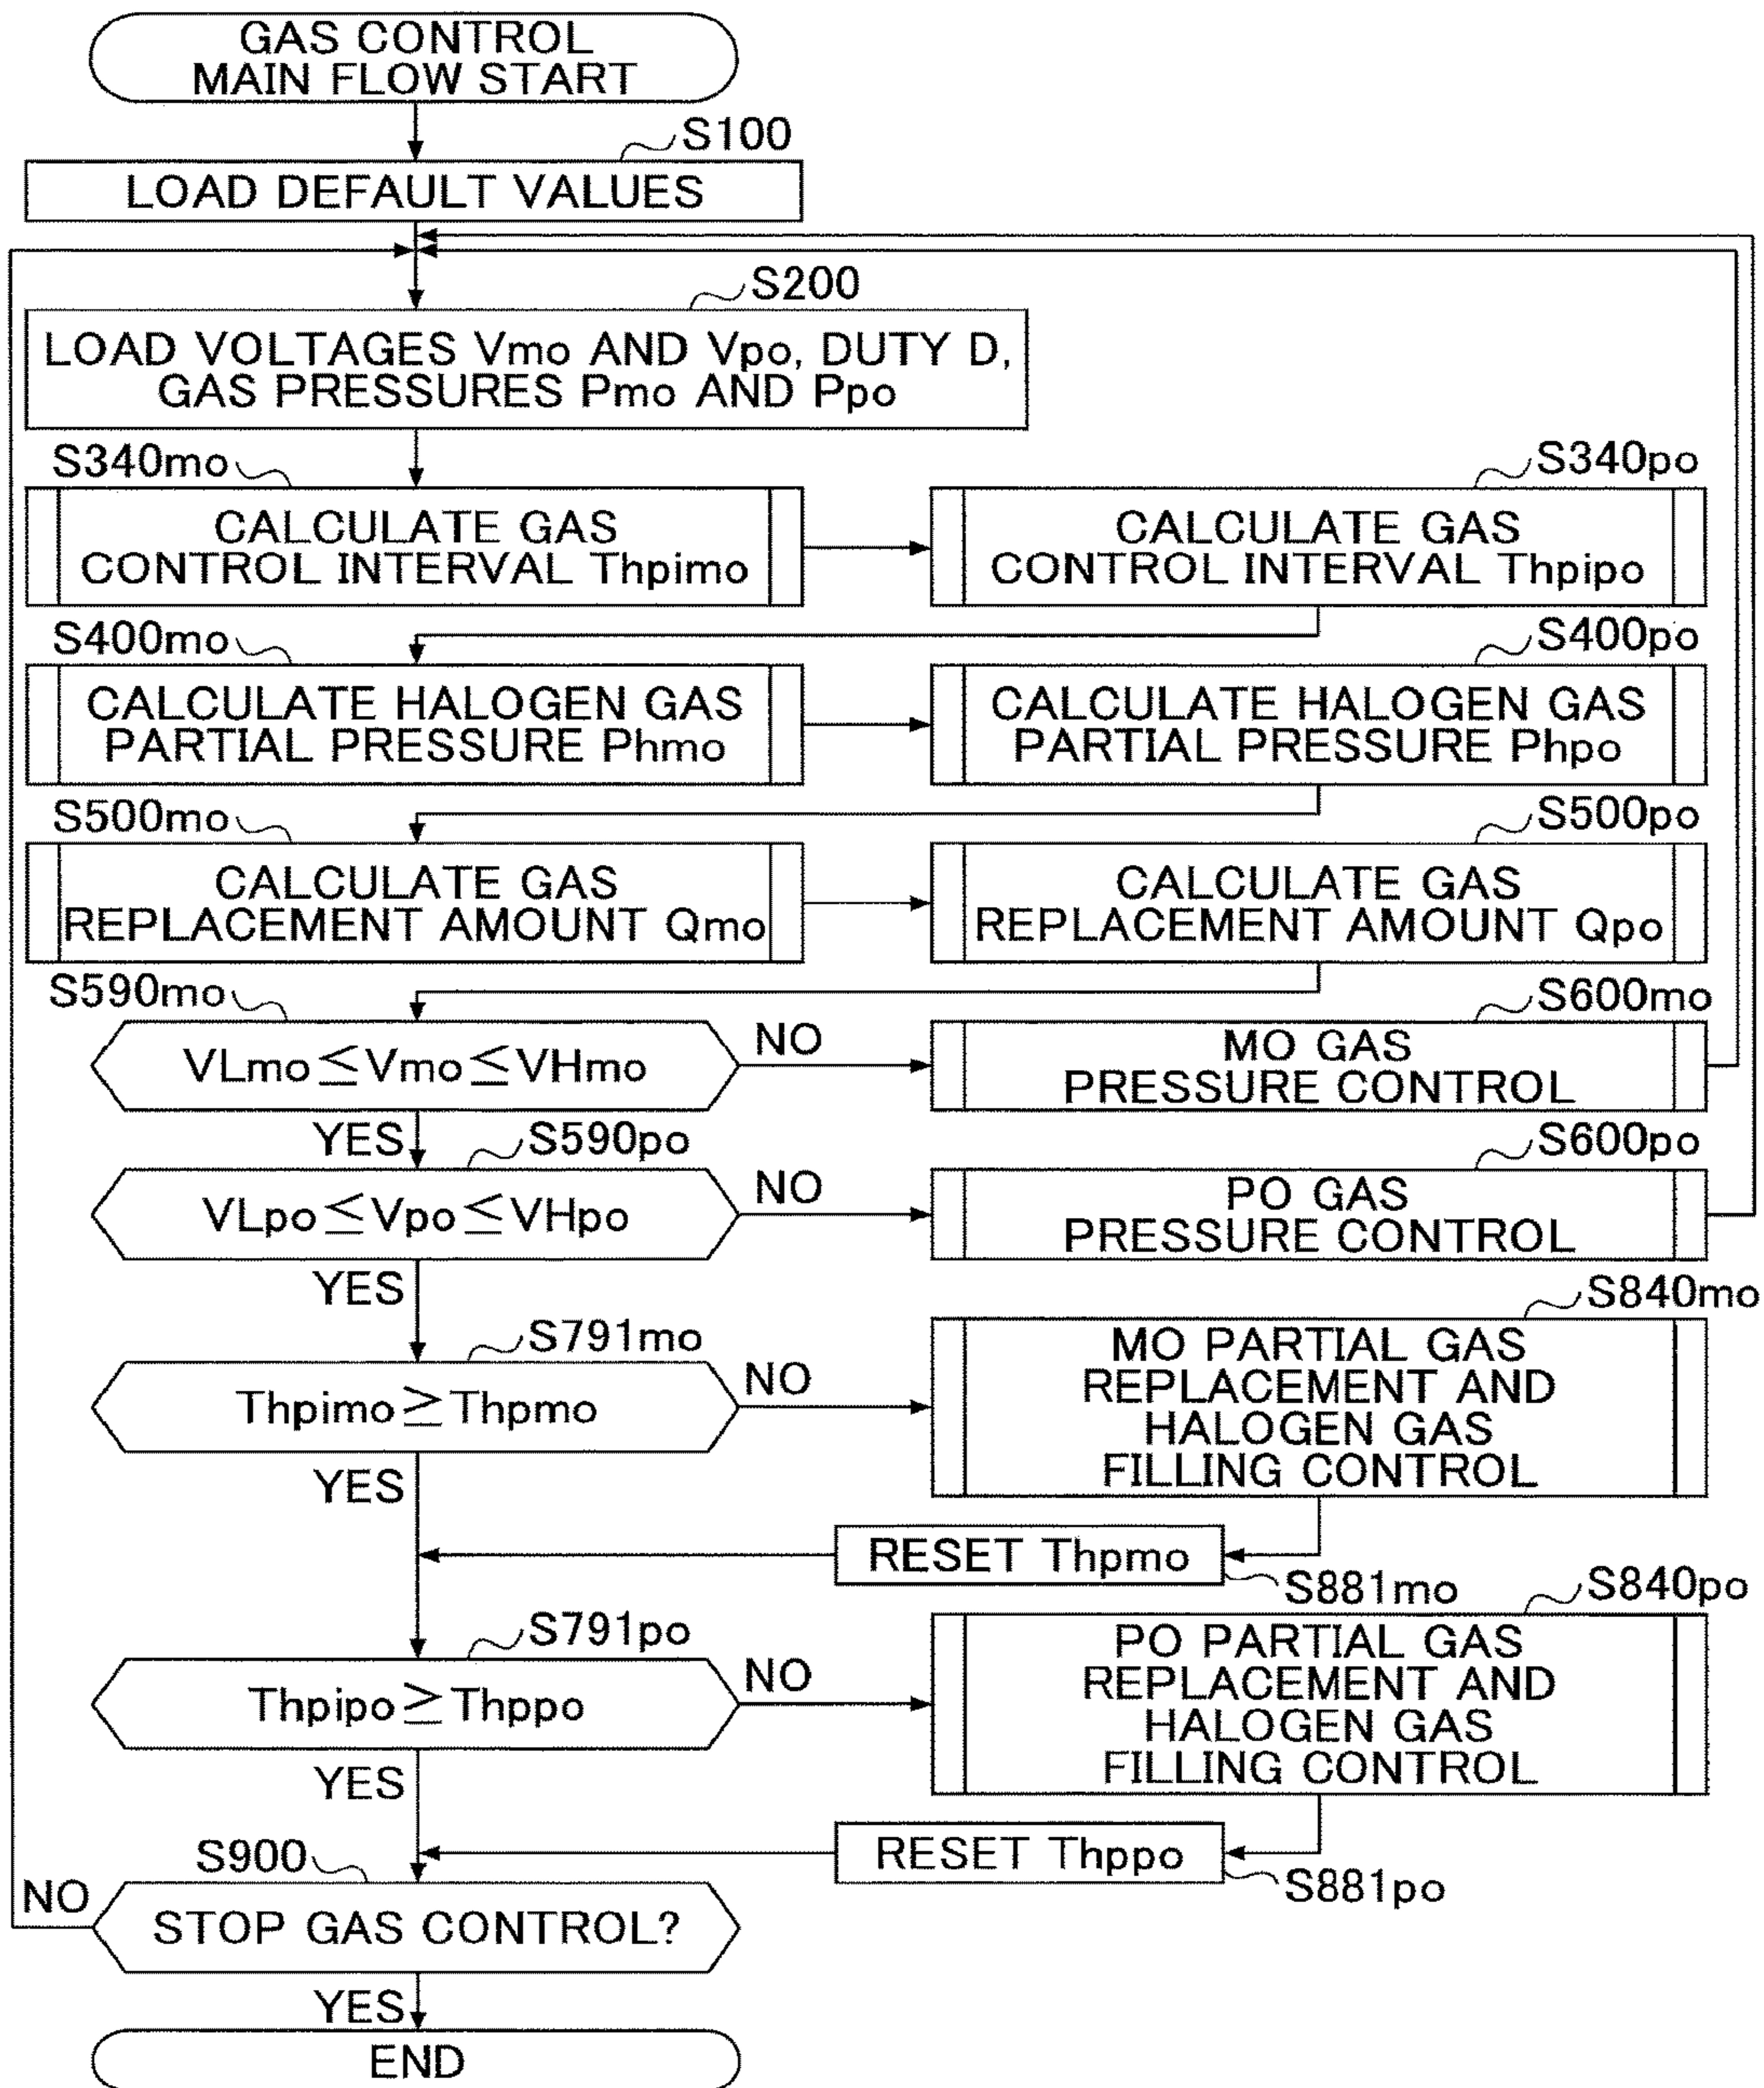 GAS CONTROL
MAIN FLOW START
S100
LOAD DEFAULT VALUES
S200
LOAD VOLTAGES Vmo AND Vpo, DUTY D,
GAS PRESSURES Pmo AND Ppo
S340mo
S340po
CALCULATE GAS
CONTROL INTERVAL Thpimo
CALCULATE GAS
CONTROL INTERVAL Thpipo
S400mo
S400po
CALCULATE HALOGEN GAS
PARTIAL PRESSURE Phmo
CALCULATE HALOGEN GAS
PARTIAL PRESSURE Phpo
S500mo
S500po
CALCULATE GAS
REPLACEMENT AMOUNT Qmo
CALCULATE GAS
REPLACEMENT AMOUNT Qpo
S590mo
S600mo
VLmo≦Vmo≦VHmo
NO
MO GAS
PRESSURE CONTROL
YES
S590po
S600po
VLpo≦Vpo≦VHpo
NO
PO GAS
PRESSURE CONTROL
YES
S791mo
S840mo
Thpimo≧Thpmo
NO
MO PARTIAL GAS
REPLACEMENT AND
HALOGEN GAS
FILLING CONTROL
YES
RESET Thpmo
S881mo
S791po
S840po
Thpipo≧Thppo
NO
PO PARTIAL GAS
REPLACEMENT AND
HALOGEN GAS
FILLING CONTROL
YES
RESET Thppo
S881po
S900
NO
STOP GAS CONTROL?
YES
END